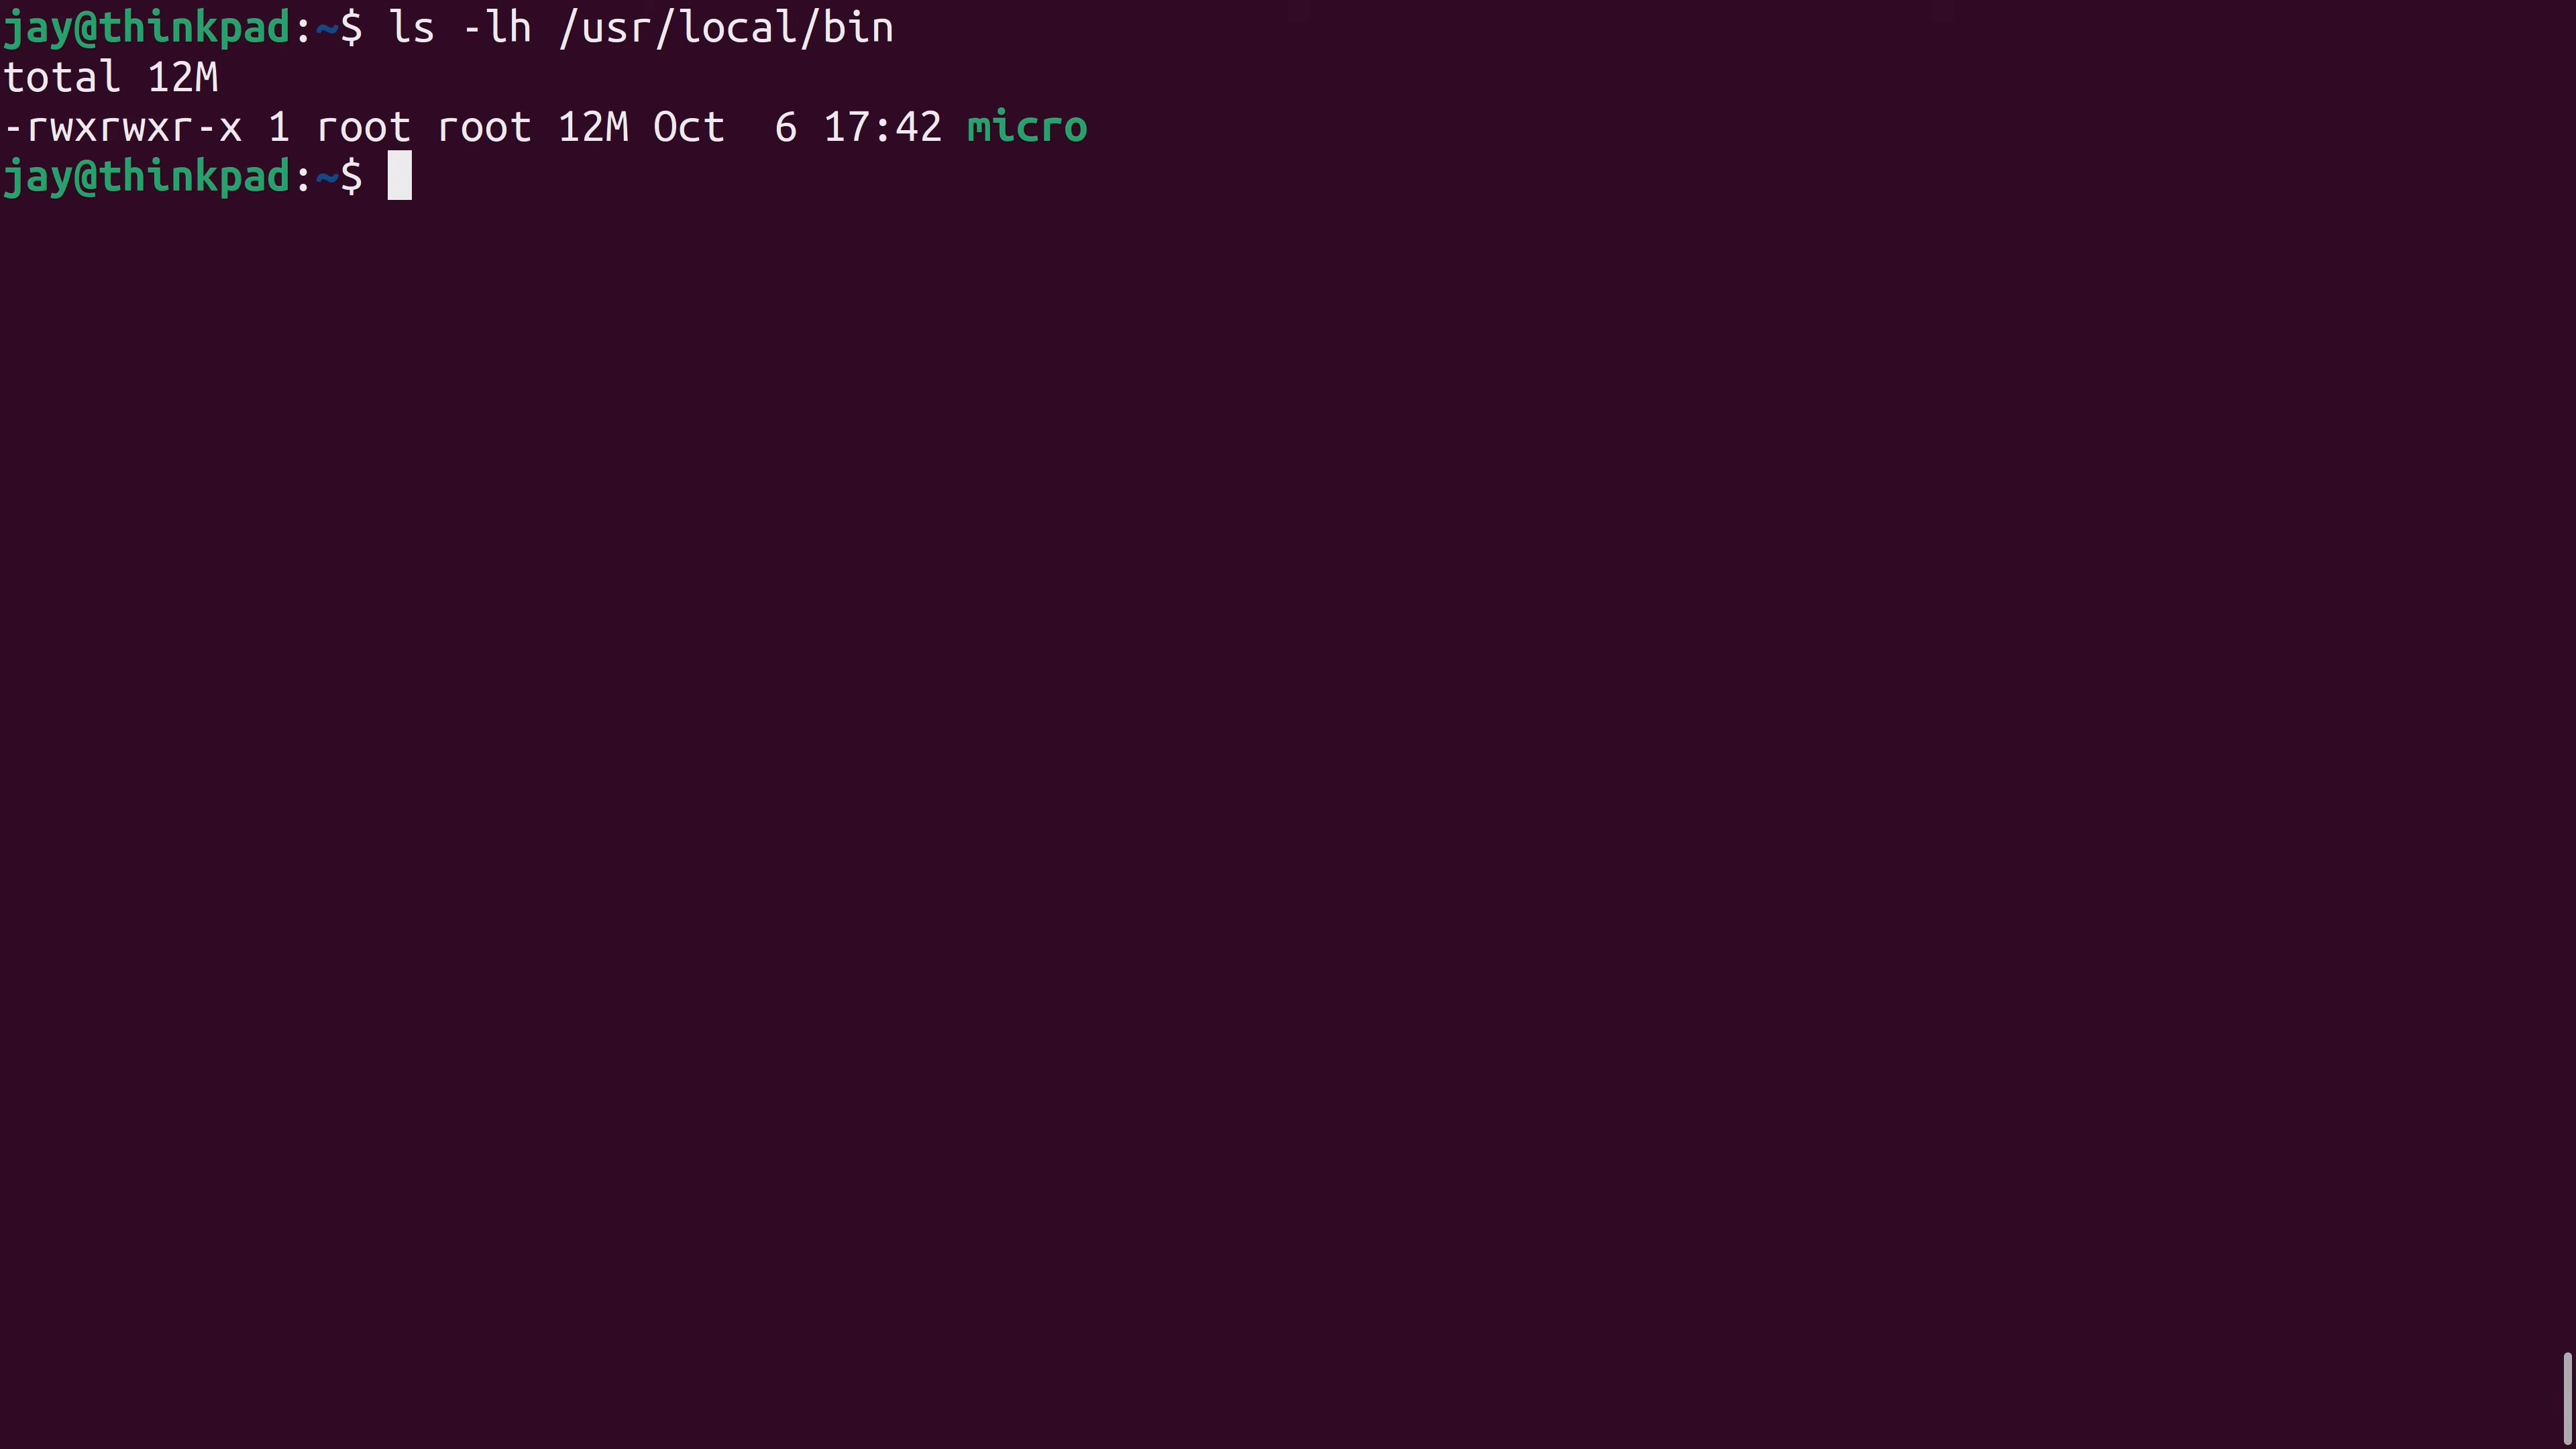 jay@thinkpad:~$ ls -lh /usr/local/bin
total 12M
-rwxrwxr-x 1 root root 12M Oct  6 17:42 micro
jay@thinkpad:~$